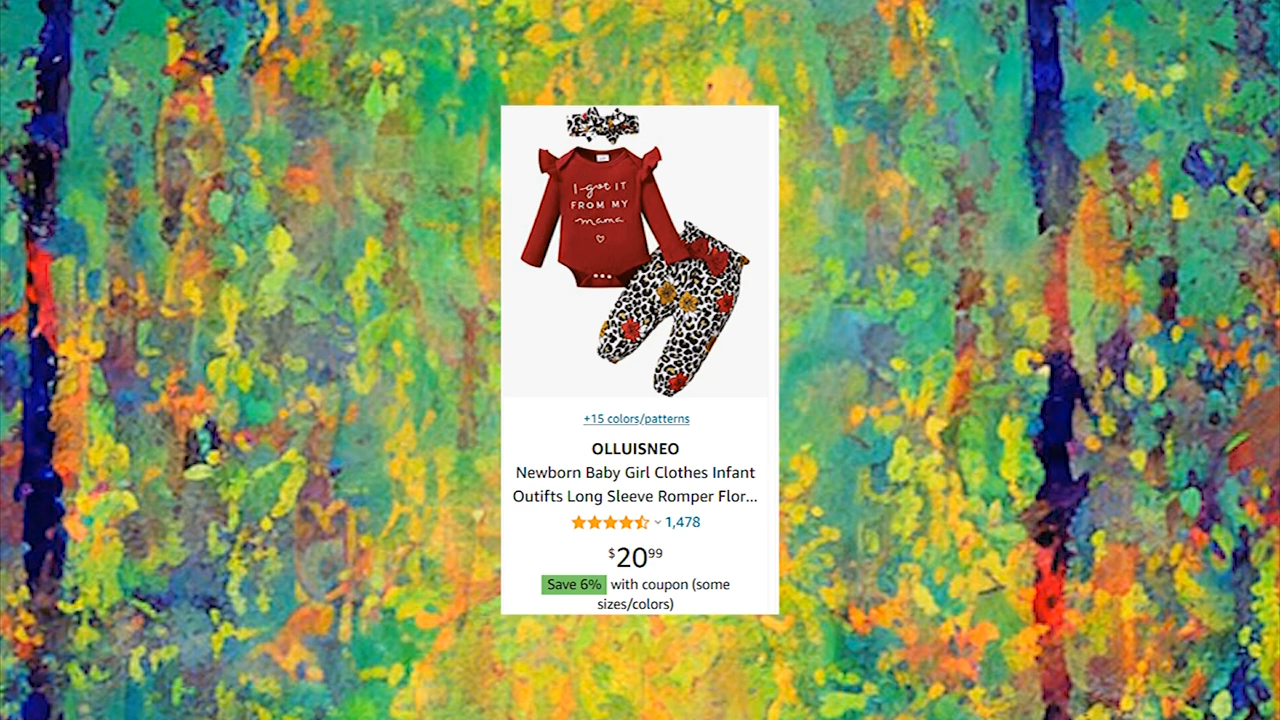 I got IT
FROM MY
mama
+15 colors/patterns
OLLUISNEO
Newborn Baby Girl Clothes Infant
Outifts Long Sleeve Romper Flor...
1,478
$20 99
Save 6% with coupon (some
sizes/colors)